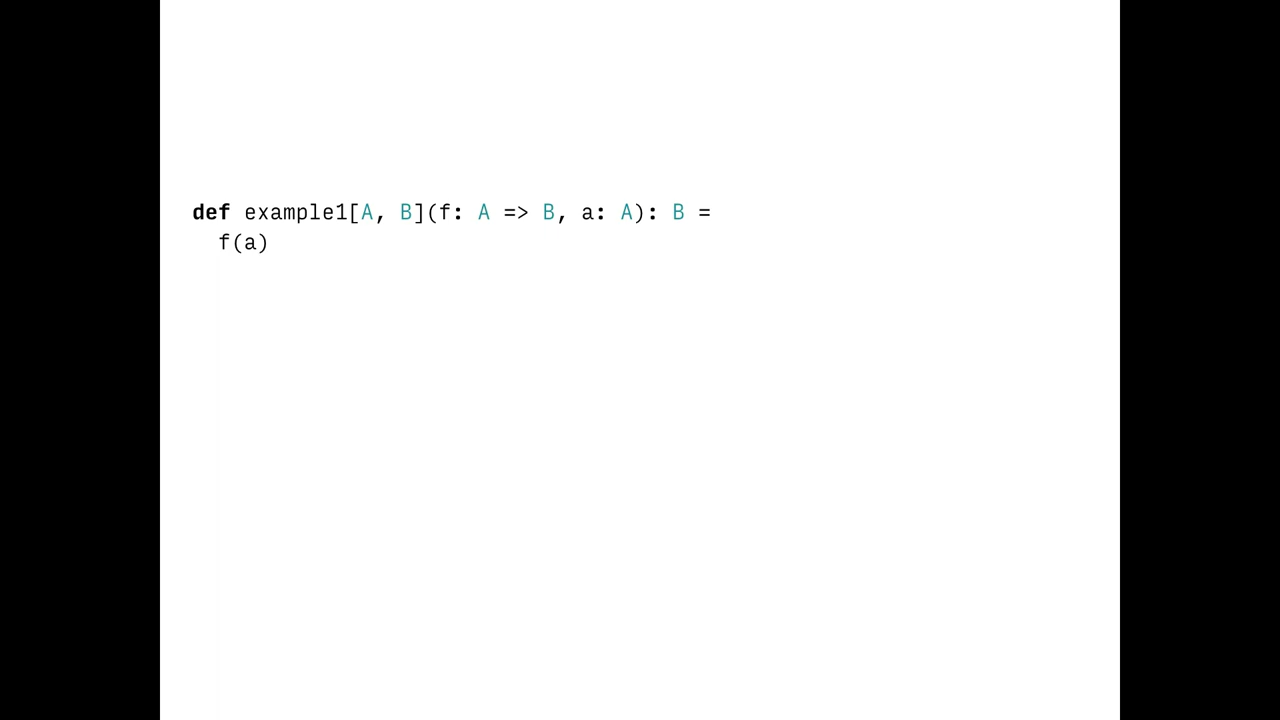 def example1[A, B](f: A => B, a: A): B =
  f(a)